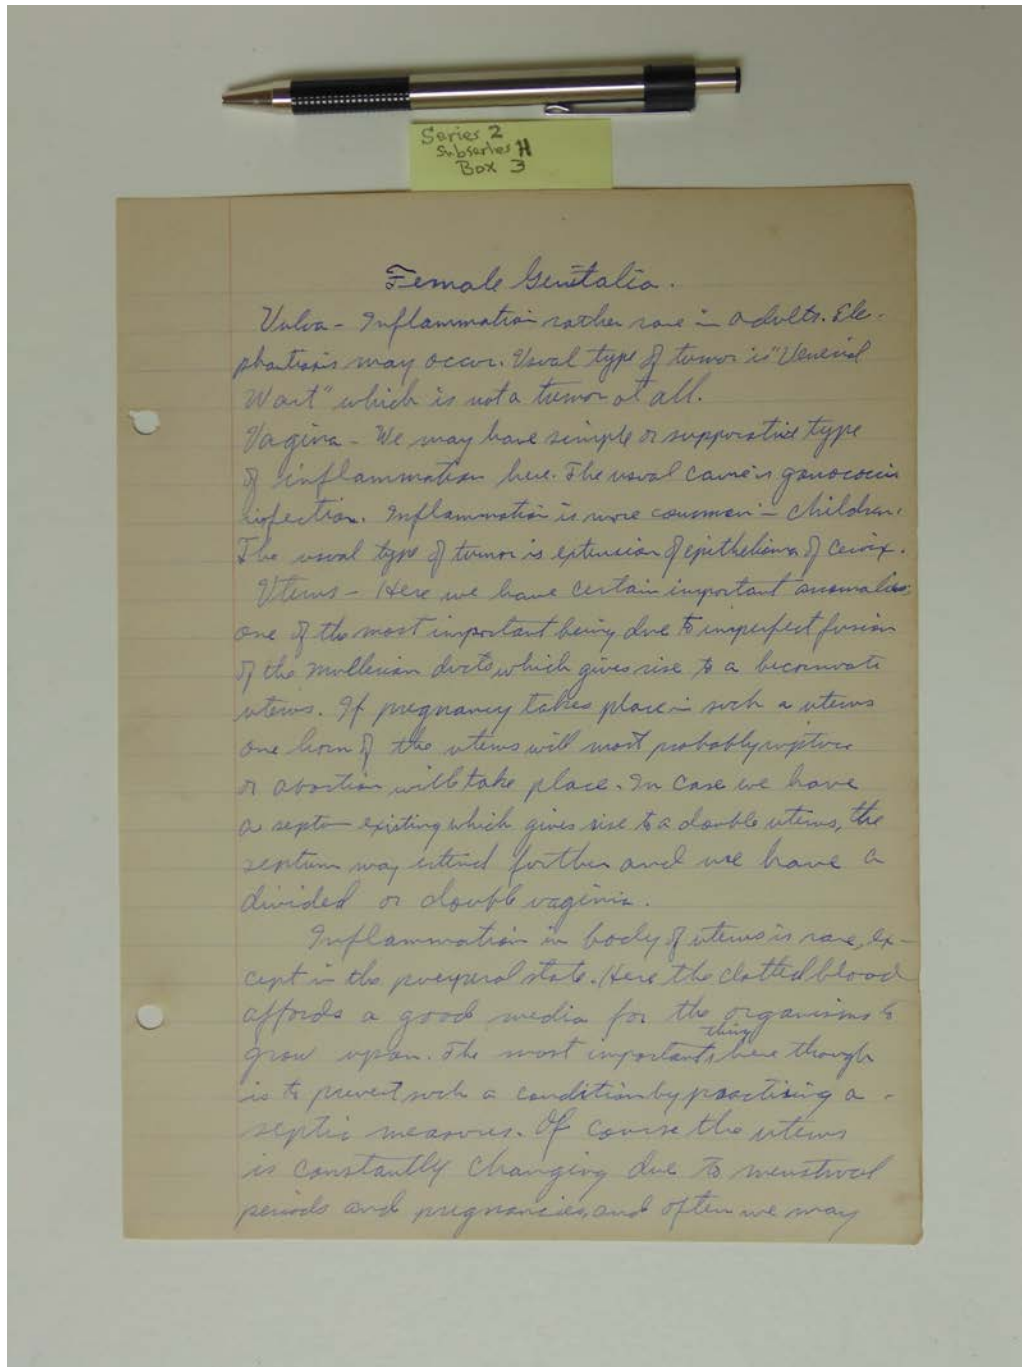 Series 2
Subseries H
Box 3
Female Genitalia.
Vulva - Inflammation rather rare in adults. Ele-
phantiasis may occur. Usual type of tumor is "Venerial
Wart" which is not a tumor at all.
Vagina - We may have simple or suppurative type
of inflammation here. The usual cause is gonococcus
infection. Inflammation is more common in children.
The usual type of tumor is extension of epithelioma of cervix.
Uterus - Here we have certain important anomalies,
one of the most important being due to imperfect fusion
of the Mullerian ducts which gives rise to a bicornuate
uterus. If pregnancy takes place in such a uterus
one horn of the uterus will most probably rupture
or abortion will take place. In case we have
a septum existing which gives rise to a double uterus, the
septum may extend further and we have a
divided or double vagina.
Inflammation in body of uterus is rare, ex-
cept in the puerperal state. Here the clotted blood
affords a good media for the organisms to
grow upon. The most important thing here though
is to prevent such a condition by practising a-
septic measures. Of course the uterus
is constantly changing due to menstrual
periods and pregnancies, and often we may